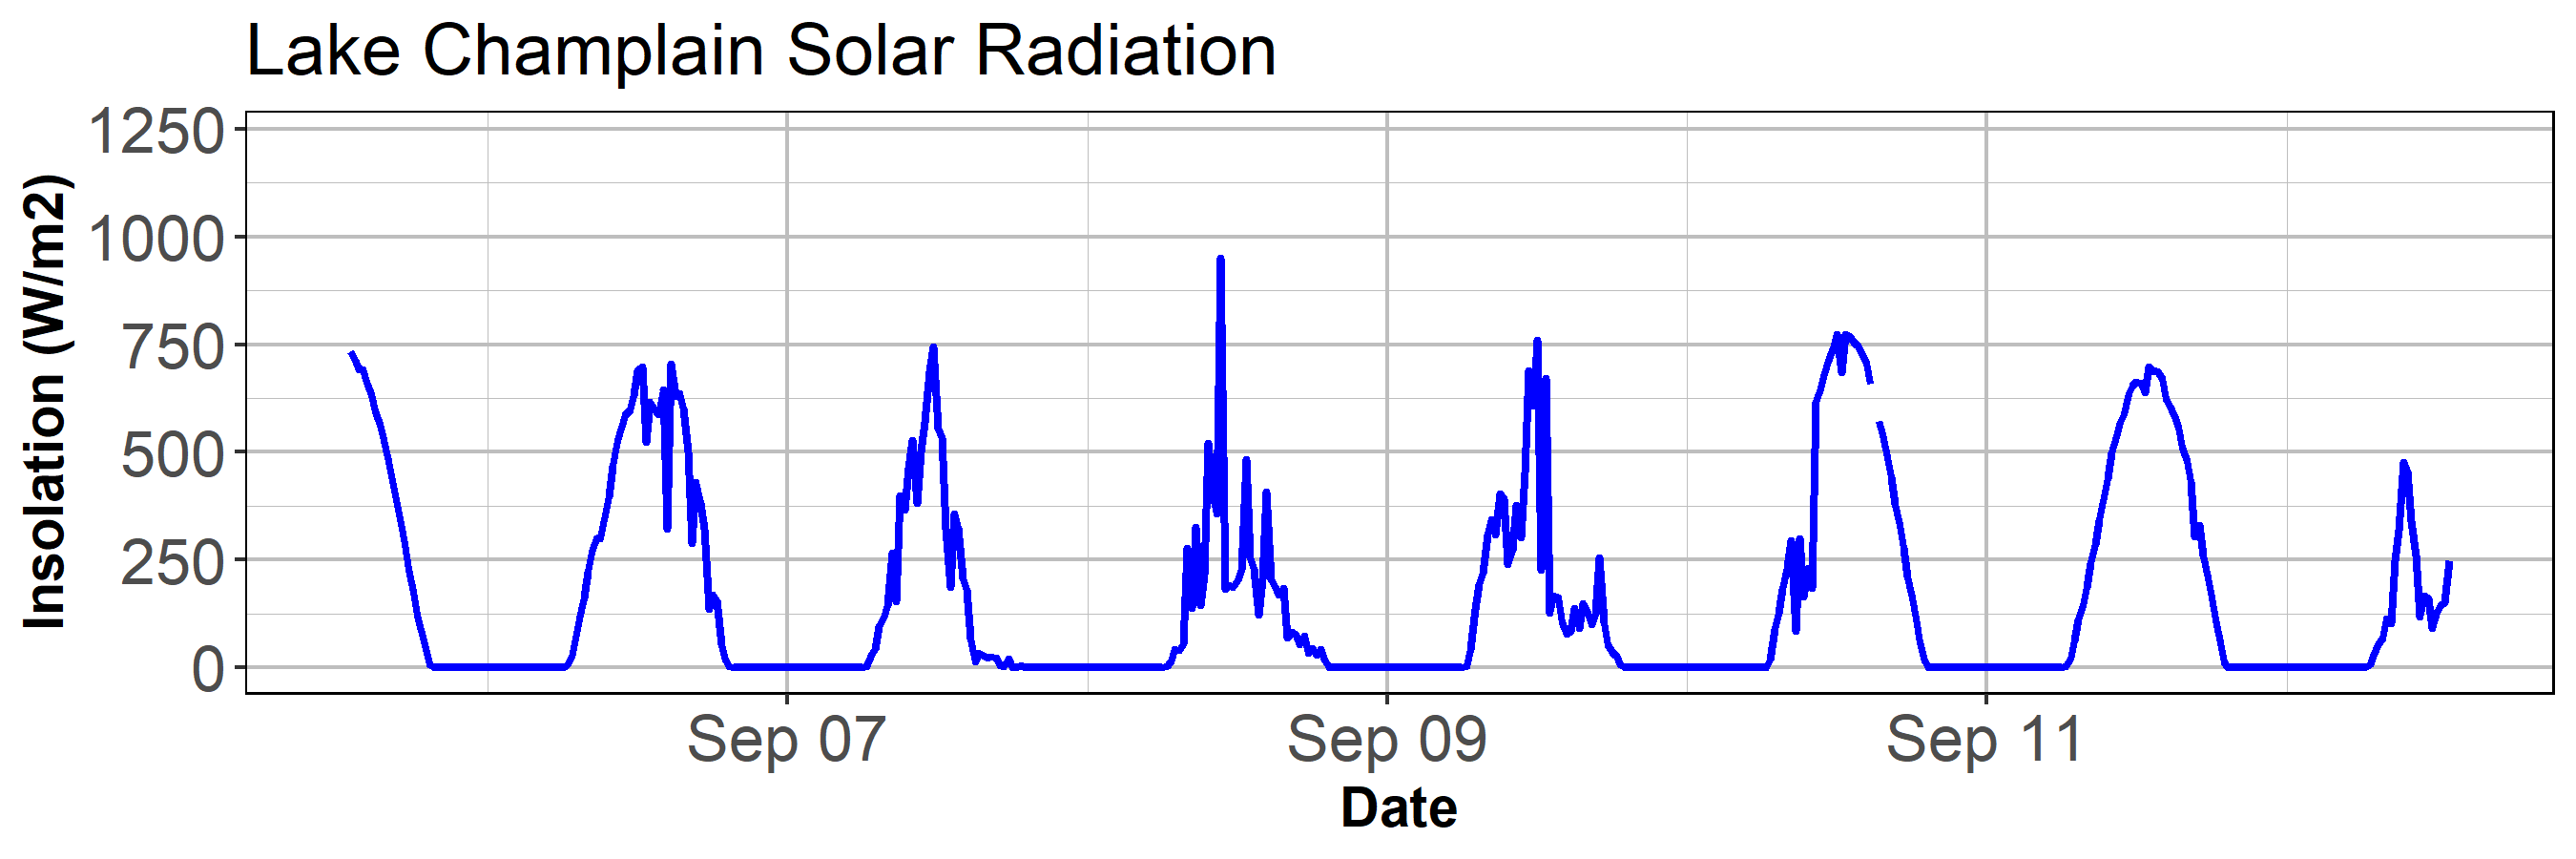 Lake Champlain Solar Radiation
1250
1000
750
500
250
0
Insolation (W/m2)
Sep 07
Sep 09
Sep 11
Date